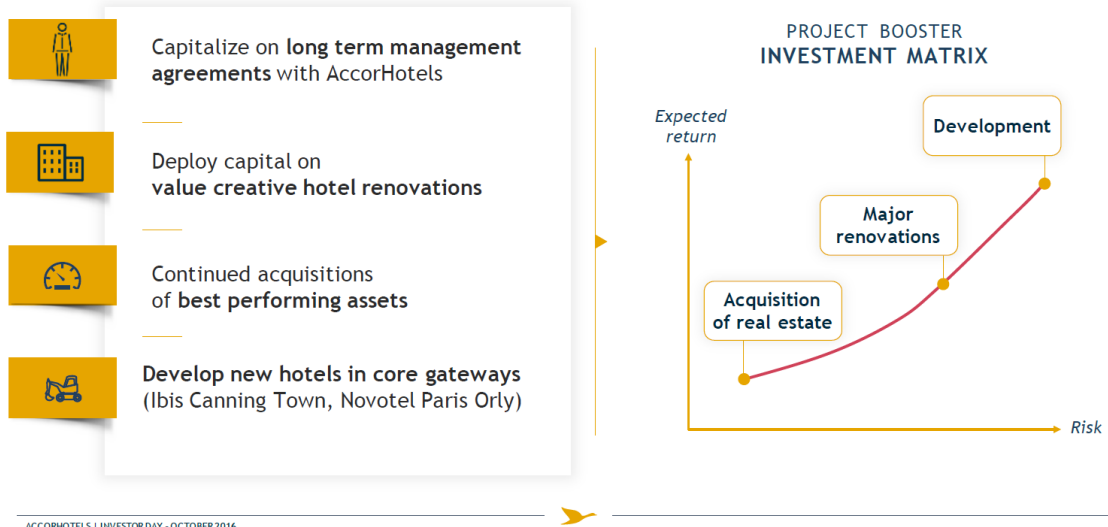 Capitalize on long term management
agreements with AccorHotels
Deploy capital on
value creative hotel renovations
Continued acquisitions
of best performing assets
Develop new hotels in core gateways
(Ibis Canning Town, Novotel Paris Orly)
PROJECT BOOSTER
INVESTMENT MATRIX
Expected
return
Development
Major
renovations
Acquisition
of real estate
Risk
ACCORHOTELS | INVESTOR DAY - OCTOBER 2016